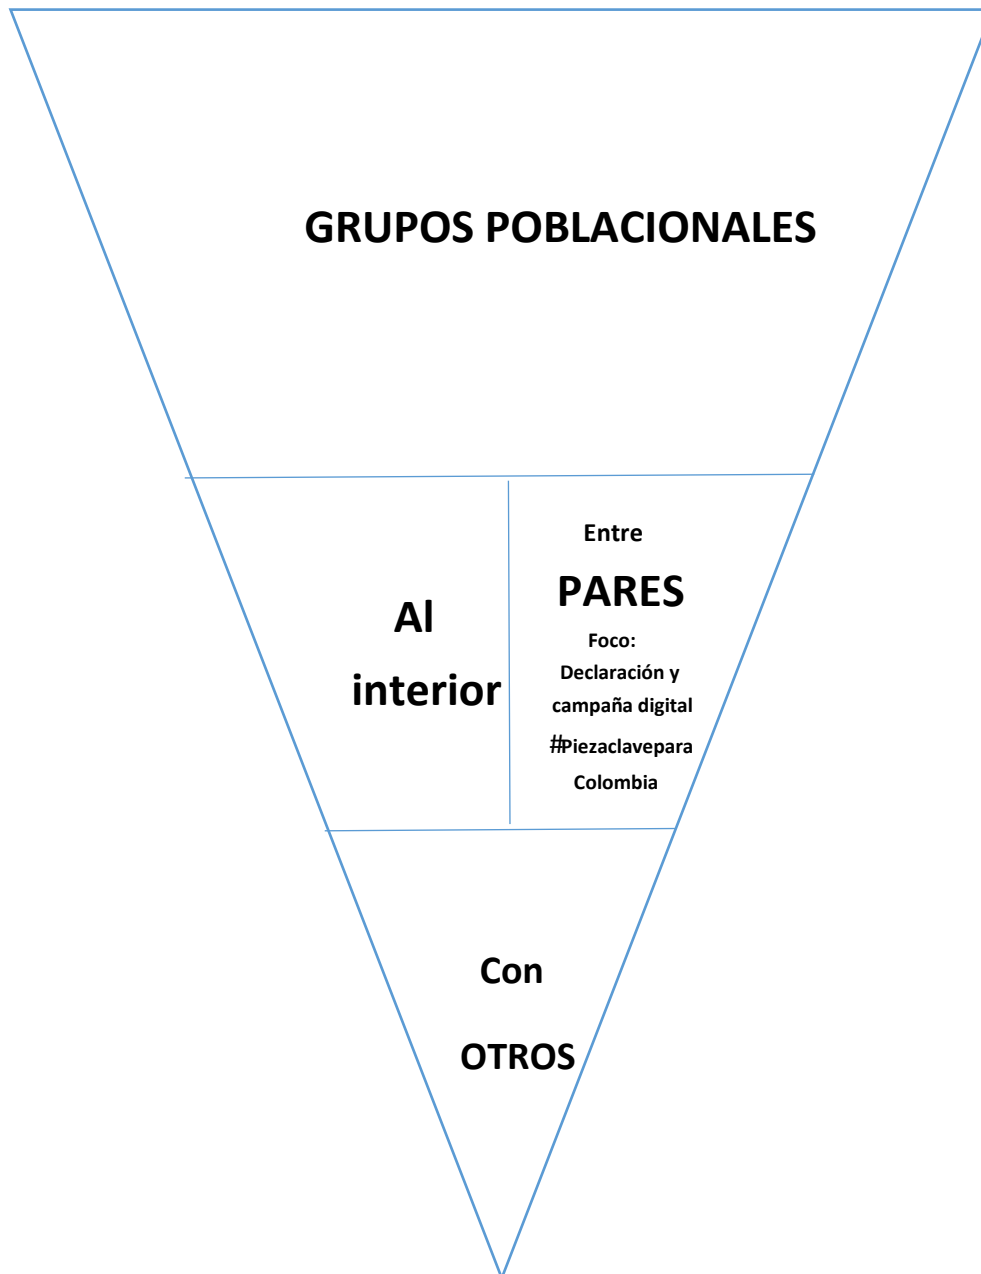 GRUPOS POBLACIONALES
Al
interior
Entre
PARES
Foco:
Declaración y
campaña digital
#Piezaclavepara
Colombia
Con
OTROS